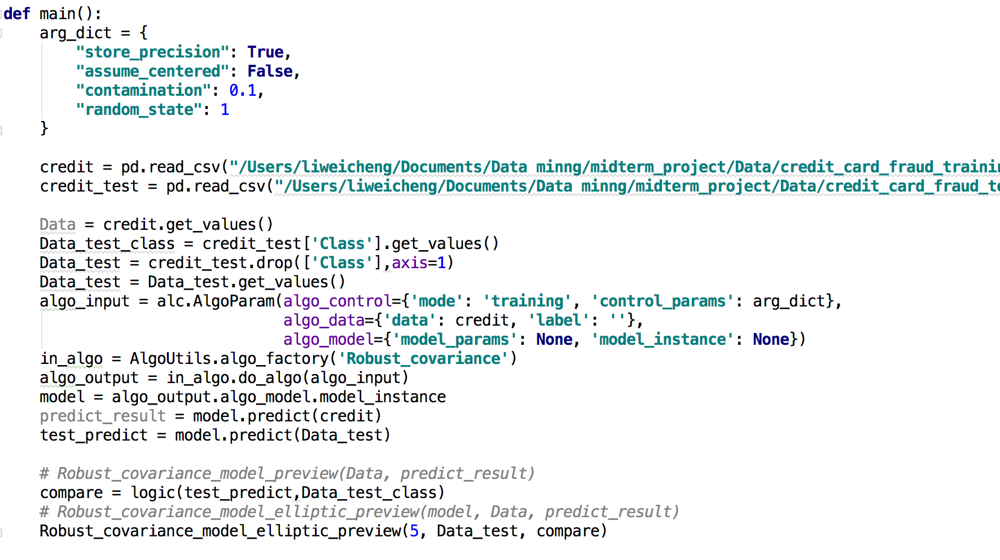 def main():
    arg_dict = {
        "store_precision": True,
        "assume_centered": False,
        "contamination": 0.1,
        "random_state": 1
    }
    credit = pd.read_csv("/Users/liweicheng/Documents/Data minng/midterm_project/Data/credit_card_fraud_trainin
    credit_test = pd.read_csv("/Users/liweicheng/Documents/Data minng/midterm_project/Data/credit_card_fraud_te
    Data = credit.get_values()
    Data_test_class = credit_test['Class'].get_values()
    Data_test = credit_test.drop(['Class'],axis=1)
    Data_test = Data_test.get_values()
    algo_input = alc.AlgoParam(algo_control={'mode': 'training', 'control_params': arg_dict},
                               algo_data={'data': credit, 'label': ''},
                               algo_model={'model_params': None, 'model_instance': None})
    in_algo = AlgoUtils.algo_factory('Robust_covariance')
    algo_output = in_algo.do_algo(algo_input)
    model = algo_output.algo_model.model_instance
    predict_result = model.predict(credit)
    test_predict = model.predict(Data_test)
    # Robust_covariance_model_preview(Data, predict_result)
    compare = logic(test_predict,Data_test_class)
    # Robust_covariance_model_elliptic_preview(model, Data, predict_result)
    Robust_covariance_model_elliptic_preview(5, Data_test, compare)